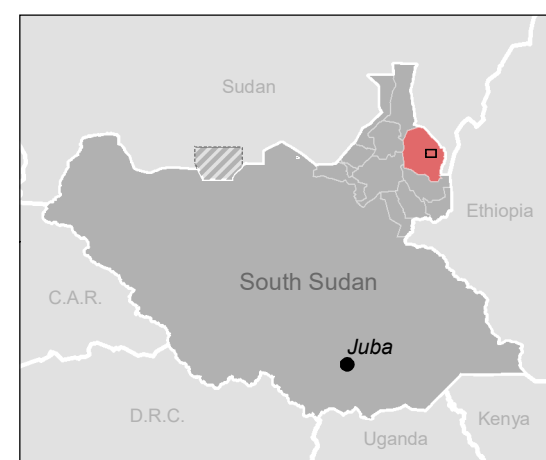 Sudan
Ethiopia
South Sudan
C.A.R.
Juba
D.R.C.
Kenya
Uganda